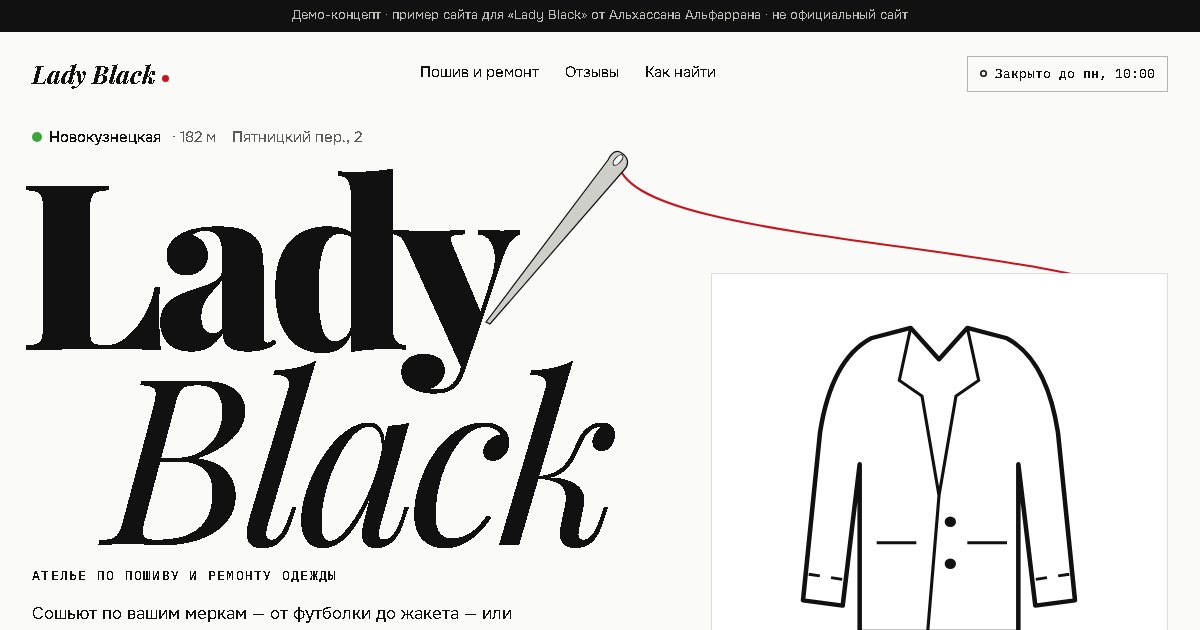 Демо-концепт · пример сайта для «Lady Black» от Альхассана Альфаррана · не официальный сайт
Lady Black
Пошив и ремонт Отзывы Как найти
Закрыто до пн, 10:00
Новокузнецкая · 182 м Пятницкий пер., 2
Lady
Black
АТЕЛЬЕ ПО ПОШИВУ И РЕМОНТУ ОДЕЖДЫ
Сошьют по вашим меркам — от футболки до жакета — или